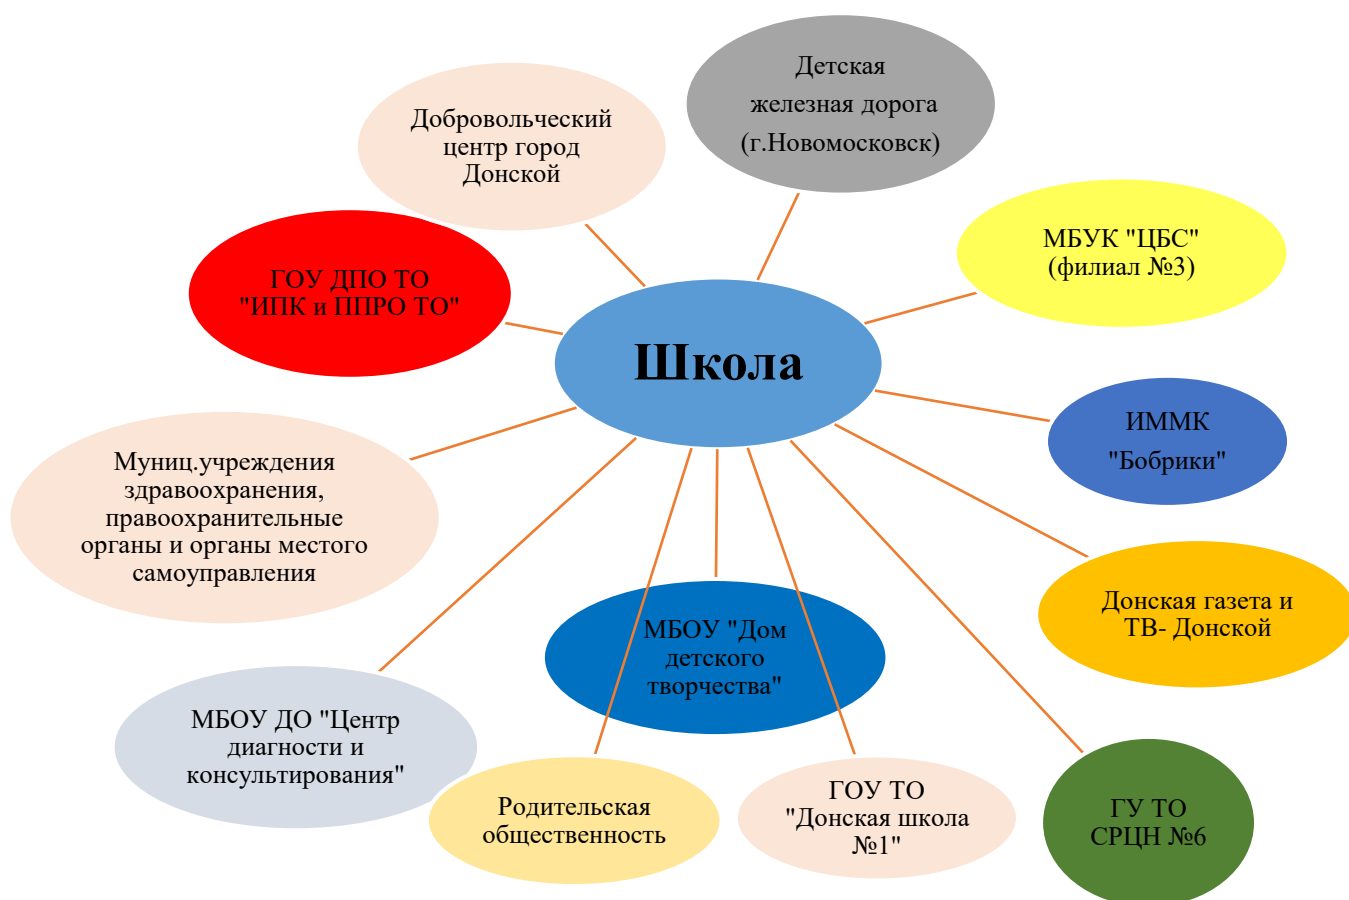 Детская
железная дорога
(г.Новомосковск)
Добровольческий
центр город
Донской
МБУК "ЦБС"
(филиал №3)
ГОУ ДПО ТО
"ИПК и ППРО ТО"
Школа
ИММК
"Бобрики"
Муниц.учреждения
здравоохранения,
правоохранительные
органы и органы местого
самоуправления
Донская газета и
ТВ- Донской
МБОУ "Дом
детского
творчества"
МБОУ ДО "Центр
диагности и
консультирования"
Родительская
общественность
ГОУ ТО
"Донская школа
№1"
ГУ ТО
СРЦН №6